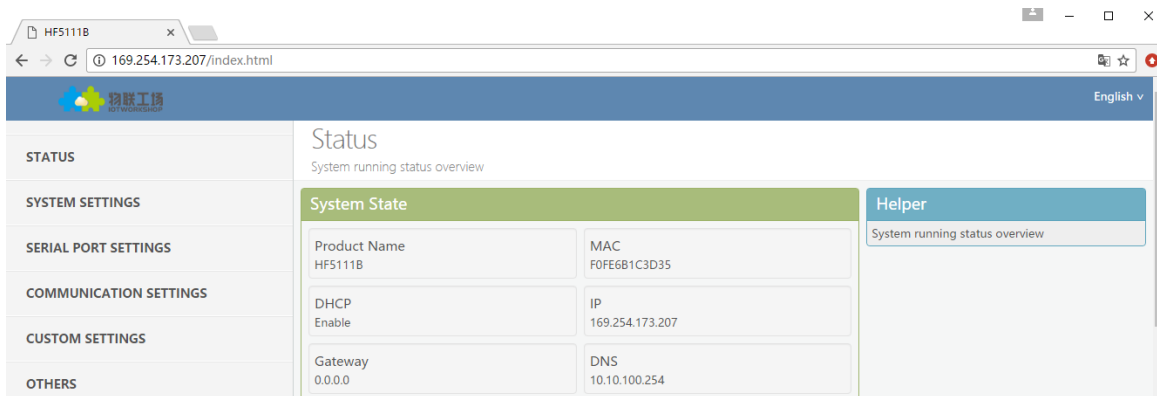 HF5111B
169.254.173.207/index.html
物联工场
IOTWORKSHOP
English
STATUS
SYSTEM SETTINGS
SERIAL PORT SETTINGS
COMMUNICATION SETTINGS
CUSTOM SETTINGS
OTHERS
Status
System running status overview
System State
Product Name
HF5111B
MAC
F0FE6B1C3D35
DHCP
Enable
IP
169.254.173.207
Gateway
0.0.0.0
DNS
10.10.100.254
Helper
System running status overview